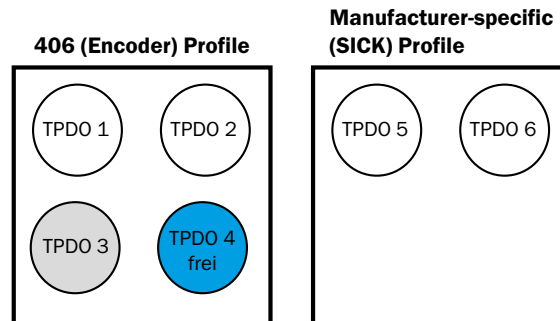 406 (Encoder) Profile
Manufacturer-specific
(SICK) Profile
TPDO 1
TPDO 2
TPDO 5
TPDO 6
TPDO 3
TPDO 4
frei